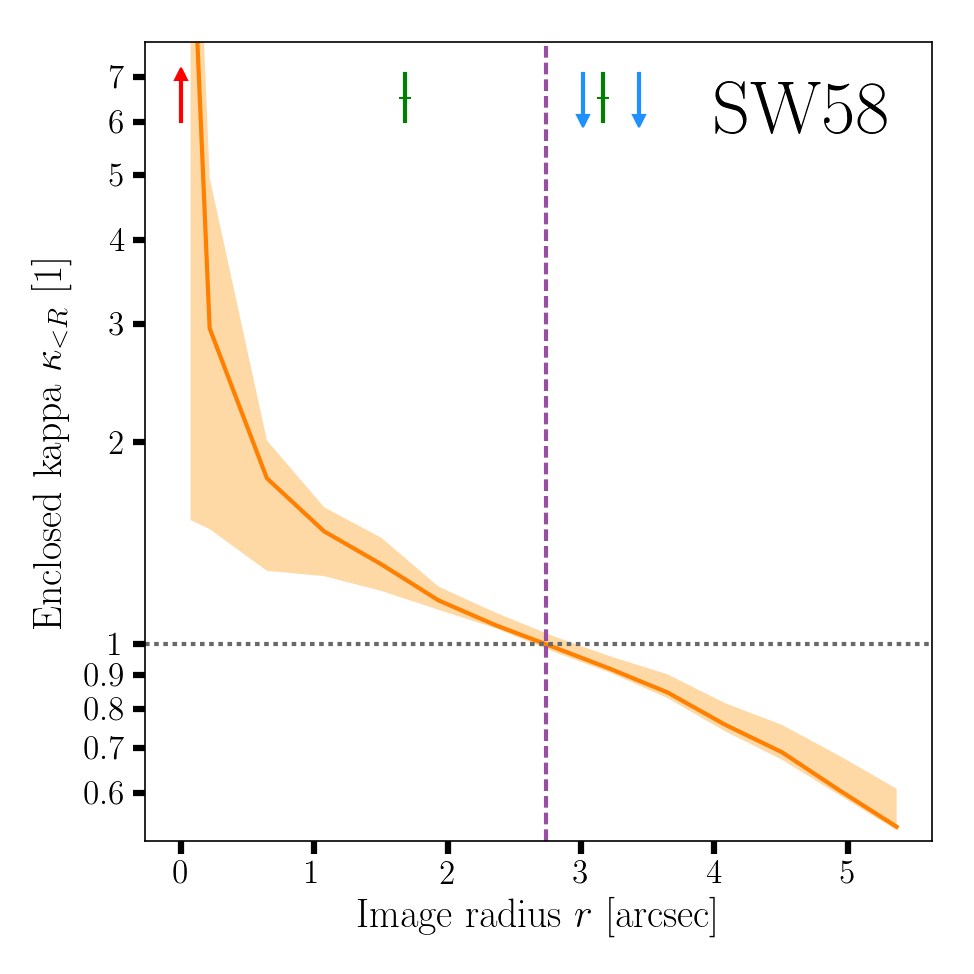 SW58
7
6
5
4
3
2
1
0.9
0.8
0.7
0.6
Enclosed kappa κ_{<R} [1]
0 1 2 3 4 5
Image radius r [arcsec]